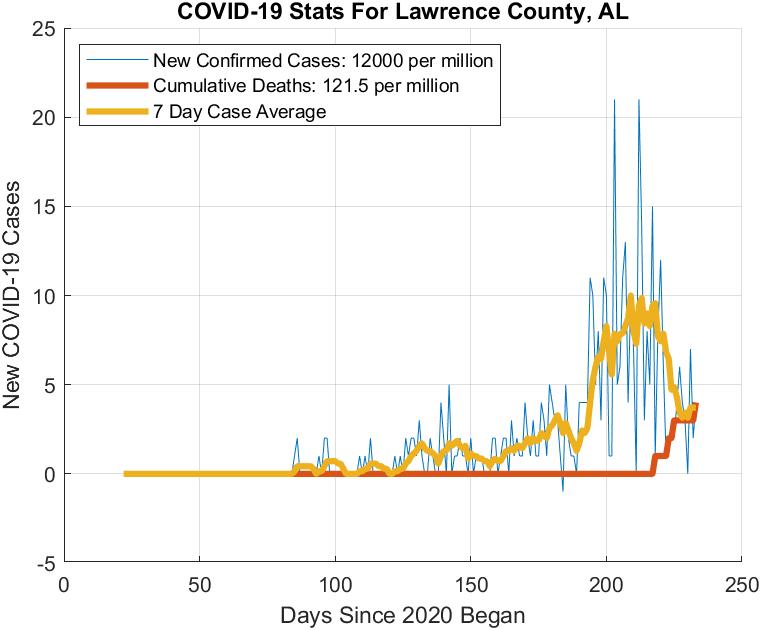 COVID-19 Stats For Lawrence County, AL
New Confirmed Cases: 12000 per million
Cumulative Deaths: 121.5 per million
7 Day Case Average
New COVID-19 Cases
25
20
15
10
5
0
-5
0 50 100 150 200 250
Days Since 2020 Began